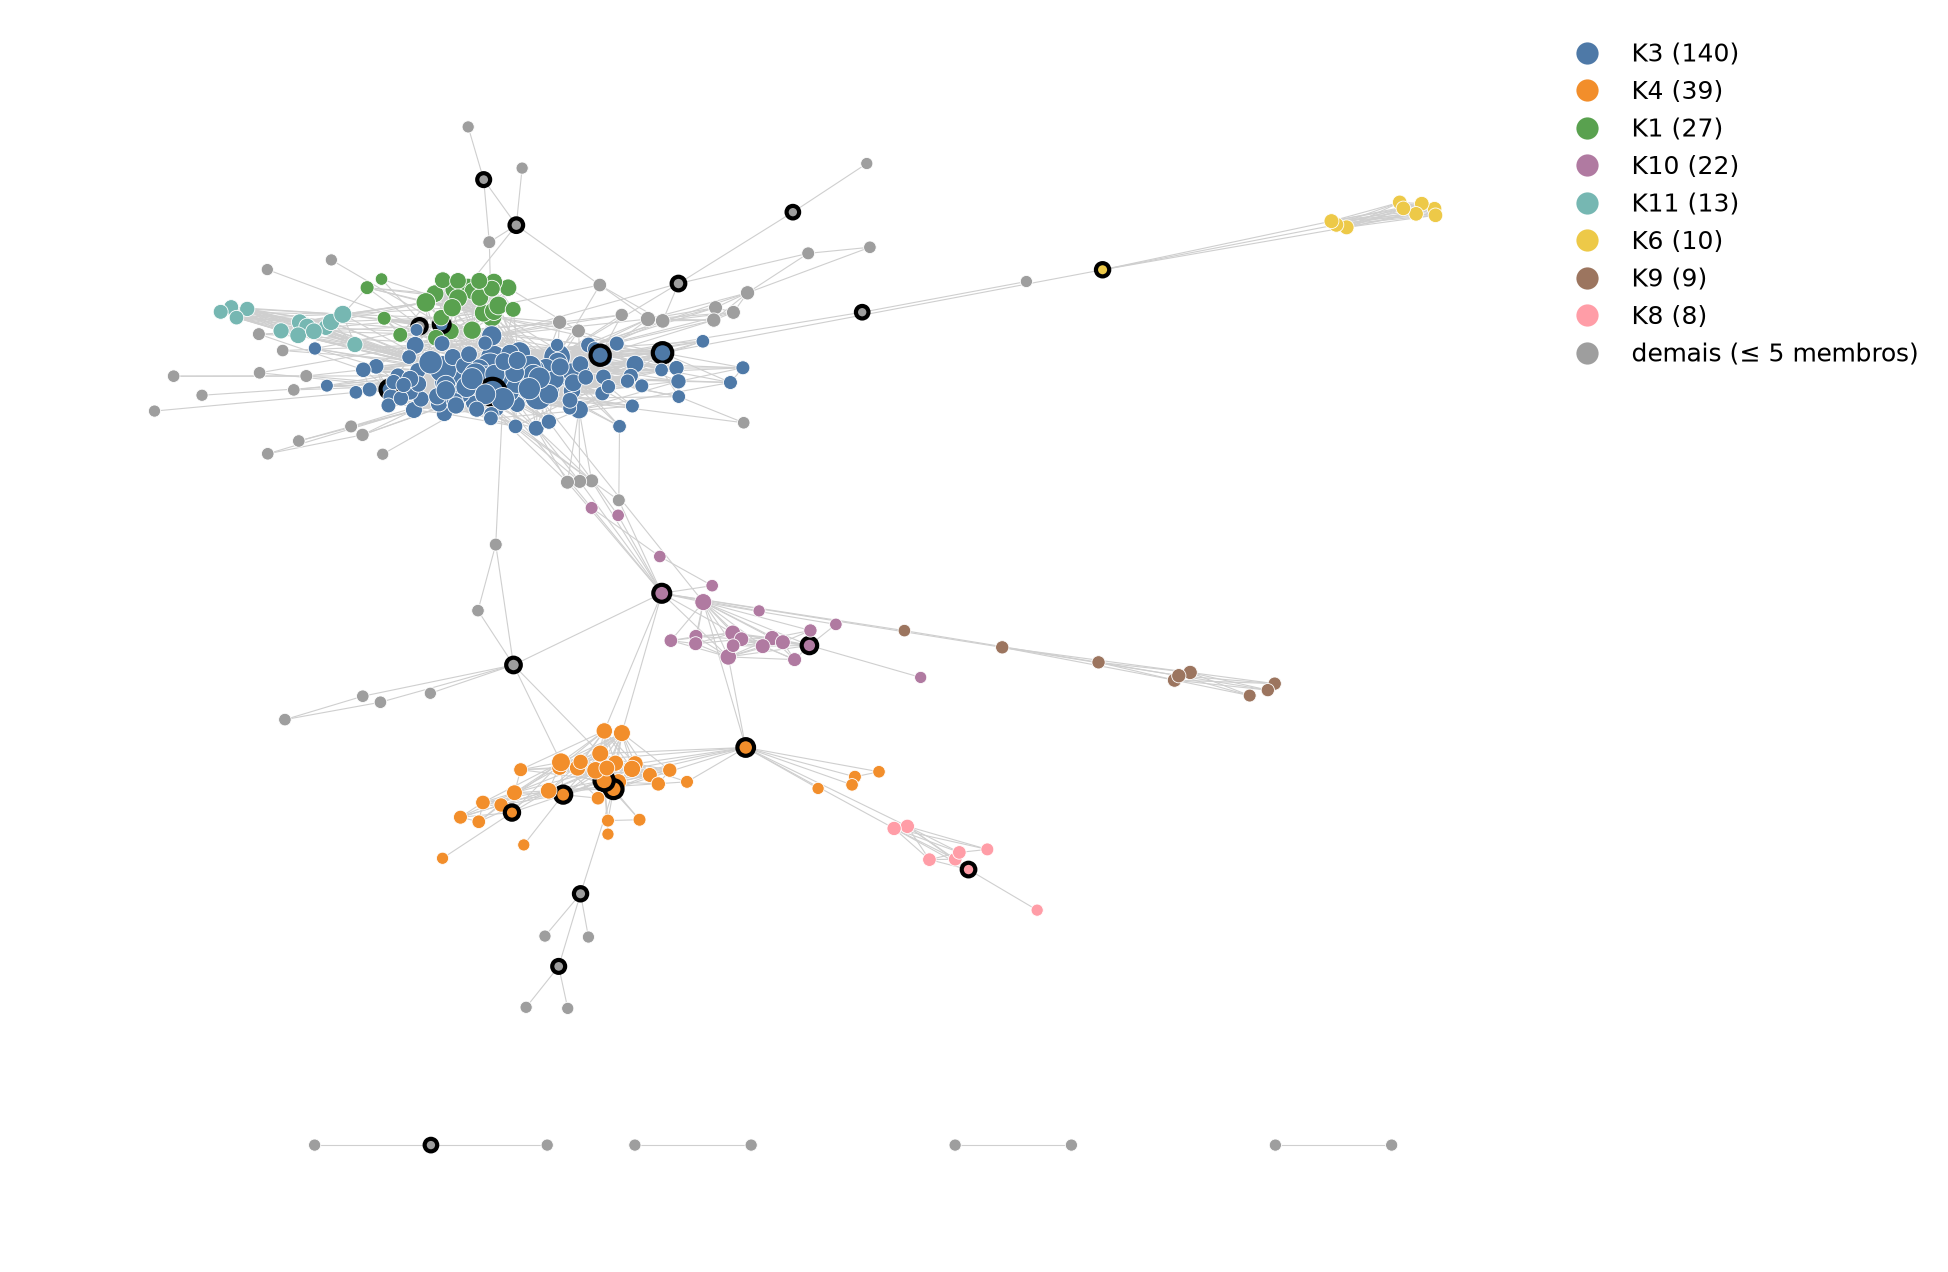 K3 (140)
K4 (39)
K1 (27)
K10 (22)
K11 (13)
K6 (10)
K9 (9)
K8 (8)
demais (≤ 5 membros)